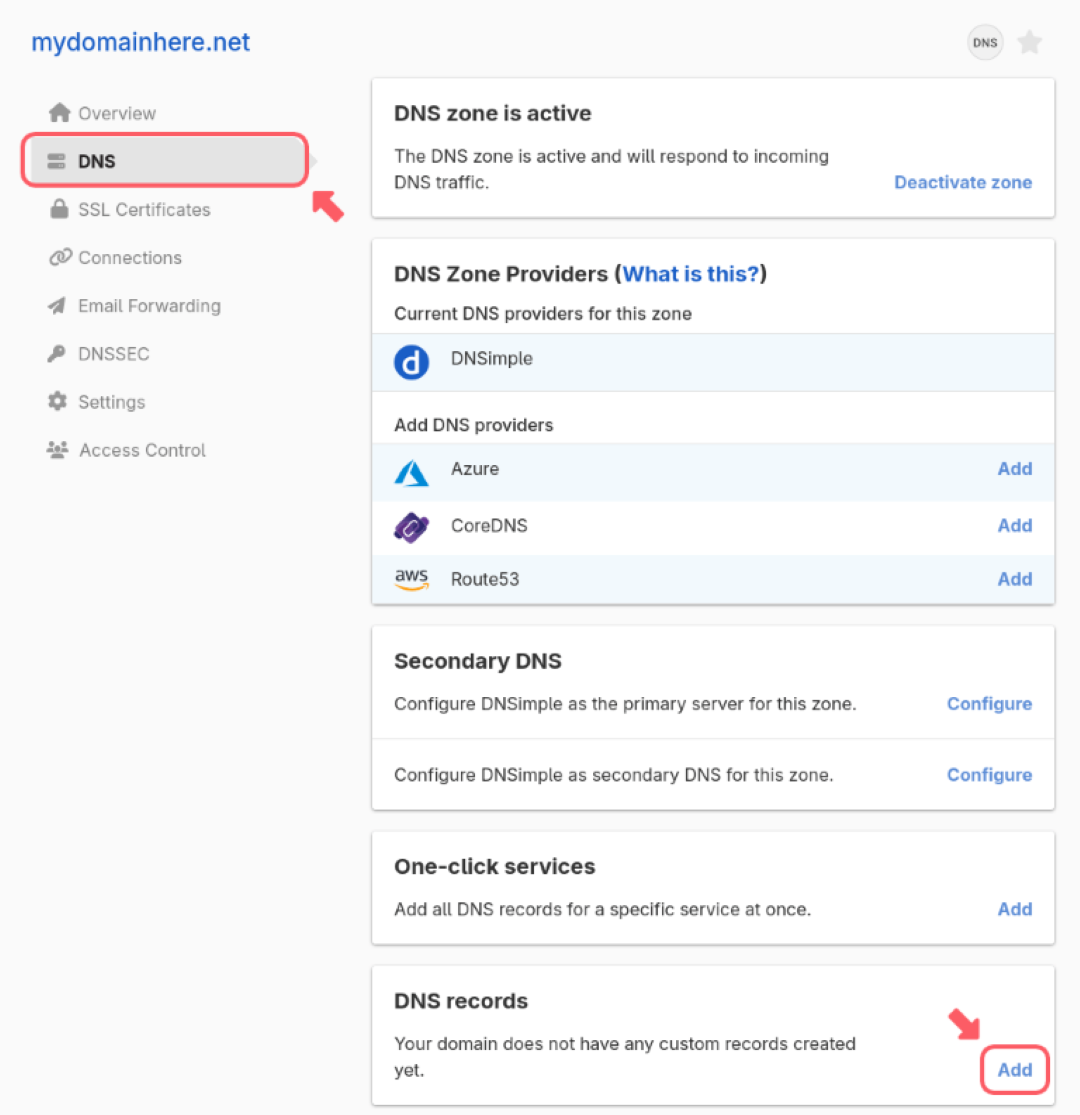 mydomainhere.net
DNS
Overview
DNS
SSL Certificates
Connections
Email Forwarding
DNSSEC
Settings
Access Control
DNS zone is active
The DNS zone is active and will respond to incoming
DNS traffic.
Deactivate zone
DNS Zone Providers (What is this?)
Current DNS providers for this zone
d DNSimple
Add DNS providers
Azure Add
CoreDNS Add
aws Route53 Add
Secondary DNS
Configure DNSimple as the primary server for this zone. Configure
Configure DNSimple as secondary DNS for this zone. Configure
One-click services
Add all DNS records for a specific service at once. Add
DNS records
Your domain does not have any custom records created
yet.
Add